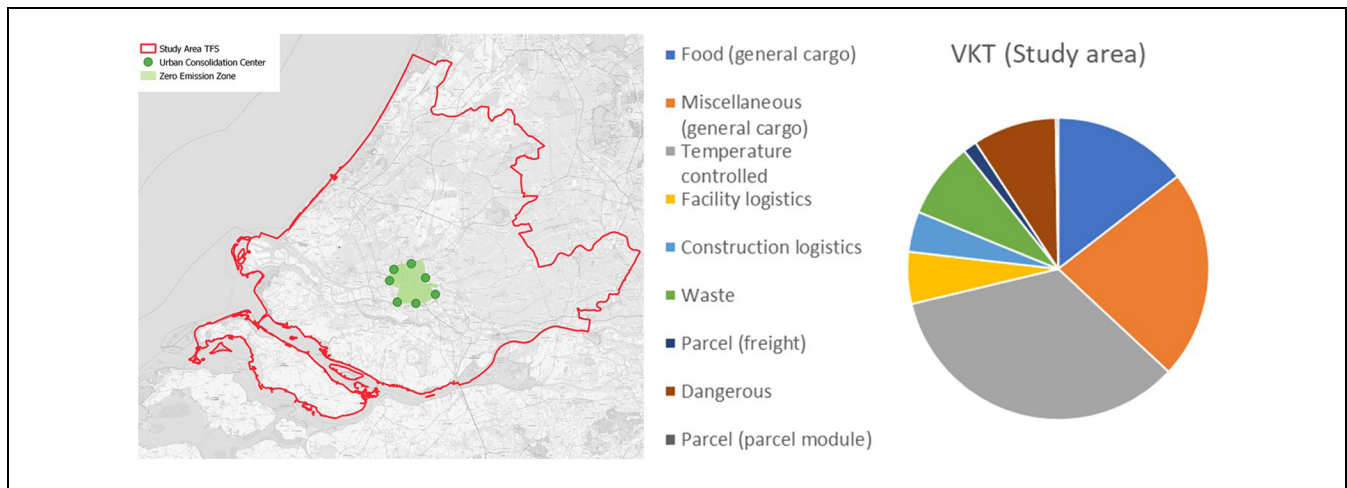 Study Area TFS
Urban Consolidation Center
Zero Emission Zone
Food (general cargo)
Miscellaneous
(general cargo)
Temperature
controlled
Facility logistics
Construction logistics
Waste
Parcel (freight)
Dangerous
Parcel (parcel module)
VKT (Study area)